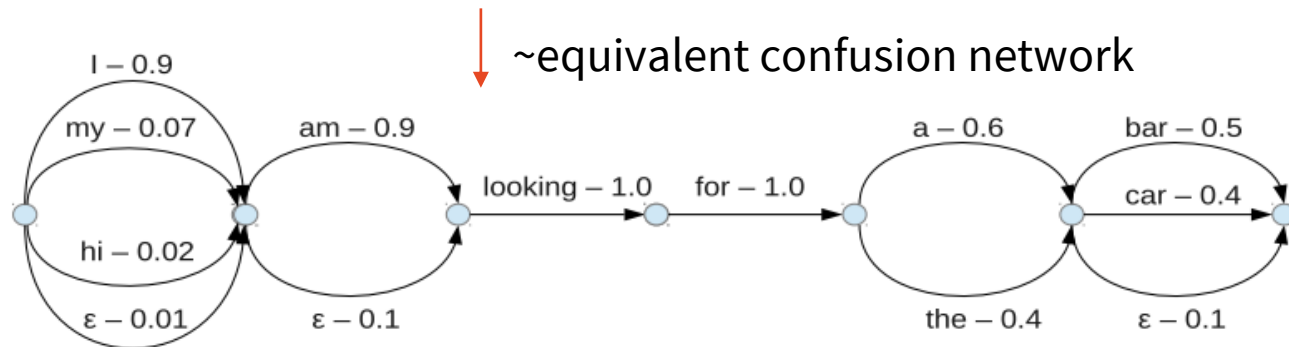 ~equivalent confusion network
I – 0.9
my – 0.07
hi – 0.02
ε – 0.01
am – 0.9
ε – 0.1
looking – 1.0
for – 1.0
a – 0.6
the – 0.4
bar – 0.5
car – 0.4
ε – 0.1